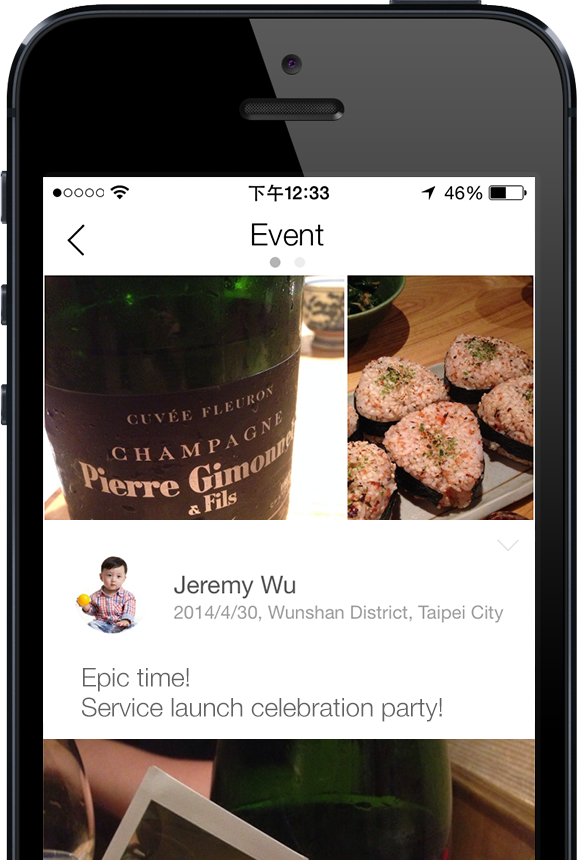 下午12:33
46%
Event
CUVÉE FLEURON
CHAMPAGNE
Pierre Gimonnet
& Fils
Jeremy Wu
2014/4/30, Wunshan District, Taipei City
Epic time!
Service launch celebration party!